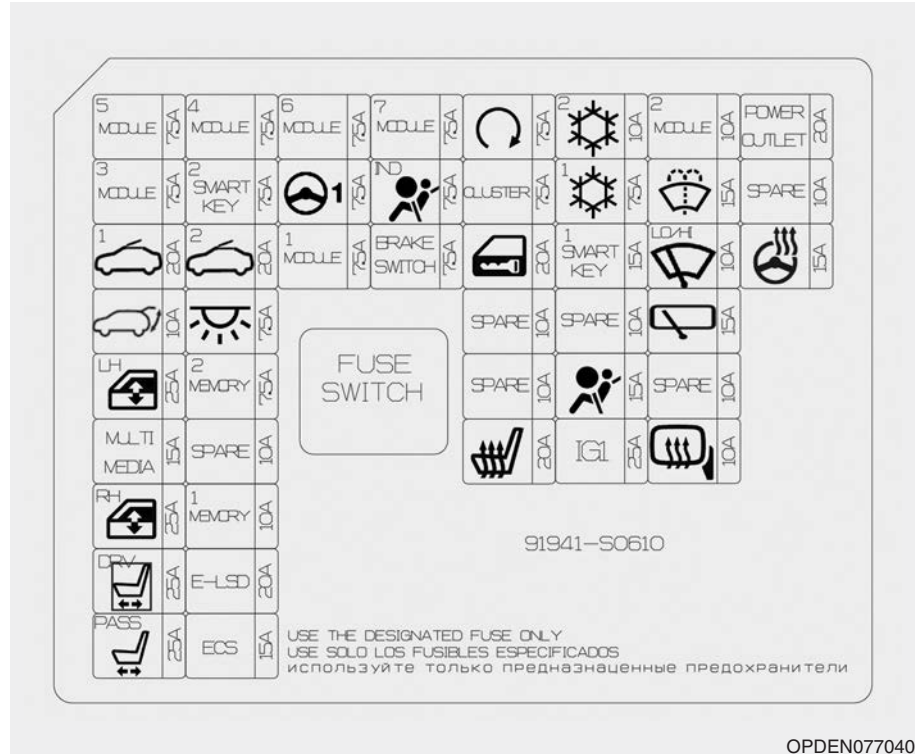 5 MODULE 7.5A 4 MODULE 7.5A 6 MODULE 7.5A 7 MODULE 7.5A 7.5A 2 10A 2 MODULE 10A POWER OUTLET 20A
3 MODULE 7.5A 2 SMART KEY 7.5A 1 7.5A IND 7.5A CLUSTER 7.5A 1 7.5A 15A SPARE 10A
1 20A 2 20A 1 MODULE 7.5A BRAKE SWITCH 7.5A 20A 1 SMART KEY 15A LO/HI 10A 15A
10A 7.5A SPARE 10A SPARE 10A 15A
LH 25A 2 MEMORY 7.5A FUSE SWITCH SPARE 10A 15A SPARE 10A
MULTI MEDIA 15A SPARE 10A 20A IG1 25A 10A
RH 25A 1 MEMORY 10A
91941-S0610
DRV 25A E-LSD 20A
PASS 25A ECS 15A
USE THE DESIGNATED FUSE ONLY
USE SOLO LOS FUSIBLES ESPECIFICADOS
используйте только предназнаценные предохранители
OPDEN077040